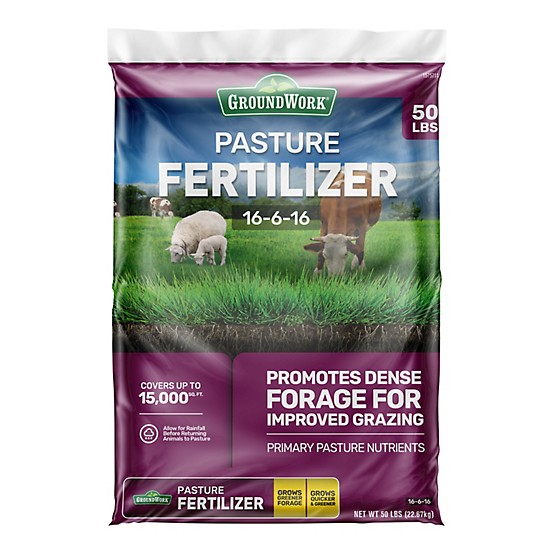 GROUNDWORK®
50
LBS
PASTURE
FERTILIZER
16-6-16
COVERS UP TO
15,000 SQ. FT.
Allow for Rainfall
Before Returning
Animals to Pasture
PROMOTES DENSE
FORAGE FOR
IMPROVED GRAZING
PRIMARY PASTURE NUTRIENTS
GROUNDWORK
PASTURE
FERTILIZER
GROWS
GREENER
FORAGE
GROWS
QUICKER
& GREENER
16-6-16
NET WT 50 LBS (22.67kg)